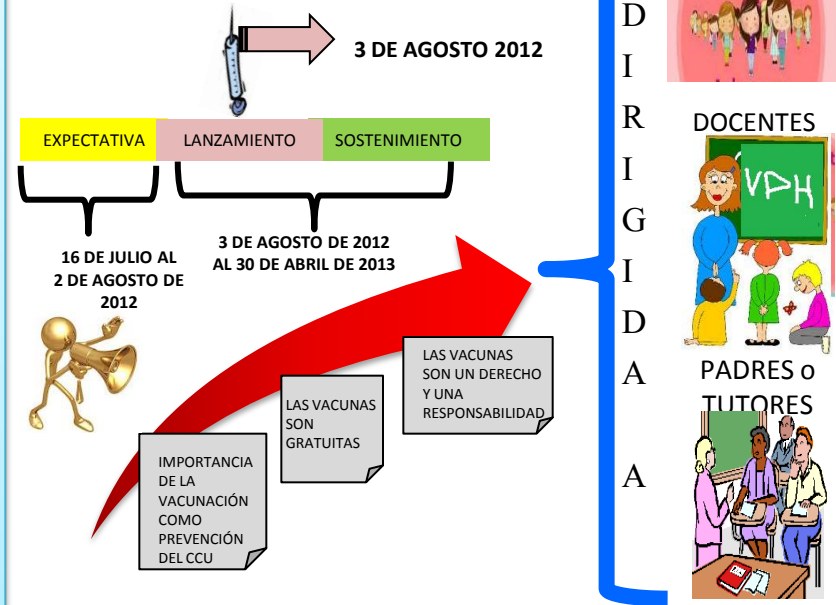 3 DE AGOSTO 2012
EXPECTATIVA
LANZAMIENTO
SOSTENIMIENTO
16 DE JULIO AL
2 DE AGOSTO DE
2012
3 DE AGOSTO DE 2012
AL 30 DE ABRIL DE 2013
IMPORTANCIA
DE LA
VACUNACIÓN
COMO
PREVENCIÓN
DEL CCU
LAS VACUNAS
SON
GRATUITAS
LAS VACUNAS
SON UN DERECHO
Y UNA
RESPONSABILIDAD
D
I
R
I
G
I
D
A
A
DOCENTES
VPH
PADRES o
TUTORES